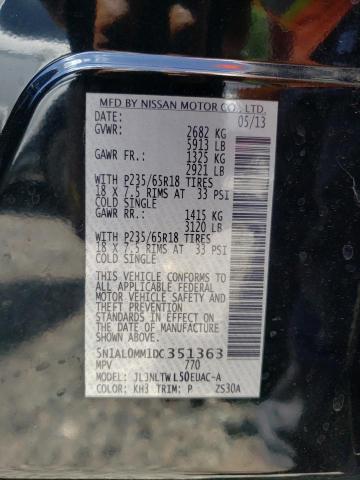 MFD BY NISSAN MOTOR CO., LTD.
DATE: 05/13
GVWR: 2682 KG
5913 LB
GAWR FR.: 1325 KG
2921 LB
WITH P235/65R18 TIRES
18 X 7.5 RIMS AT 33 PSI
COLD SINGLE
GAWR RR.: 1415 KG
3120 LB
WITH P235/65R18 TIRES
18 X 7.5 RIMS AT 33 PSI
COLD SINGLE
THIS VEHICLE CONFORMS TO
ALL APPLICABLE FEDERAL
MOTOR VEHICLE SAFETY
STANDARDS IN EFFECT ON
THE DATE OF MANUFACTURE
SHOWN ABOVE.
5N1AL0MM1DC351363
MPV 770
MODEL: JL3NLTWL50EUAC-A
COLOR: KH3 TRIM: P ZS30A